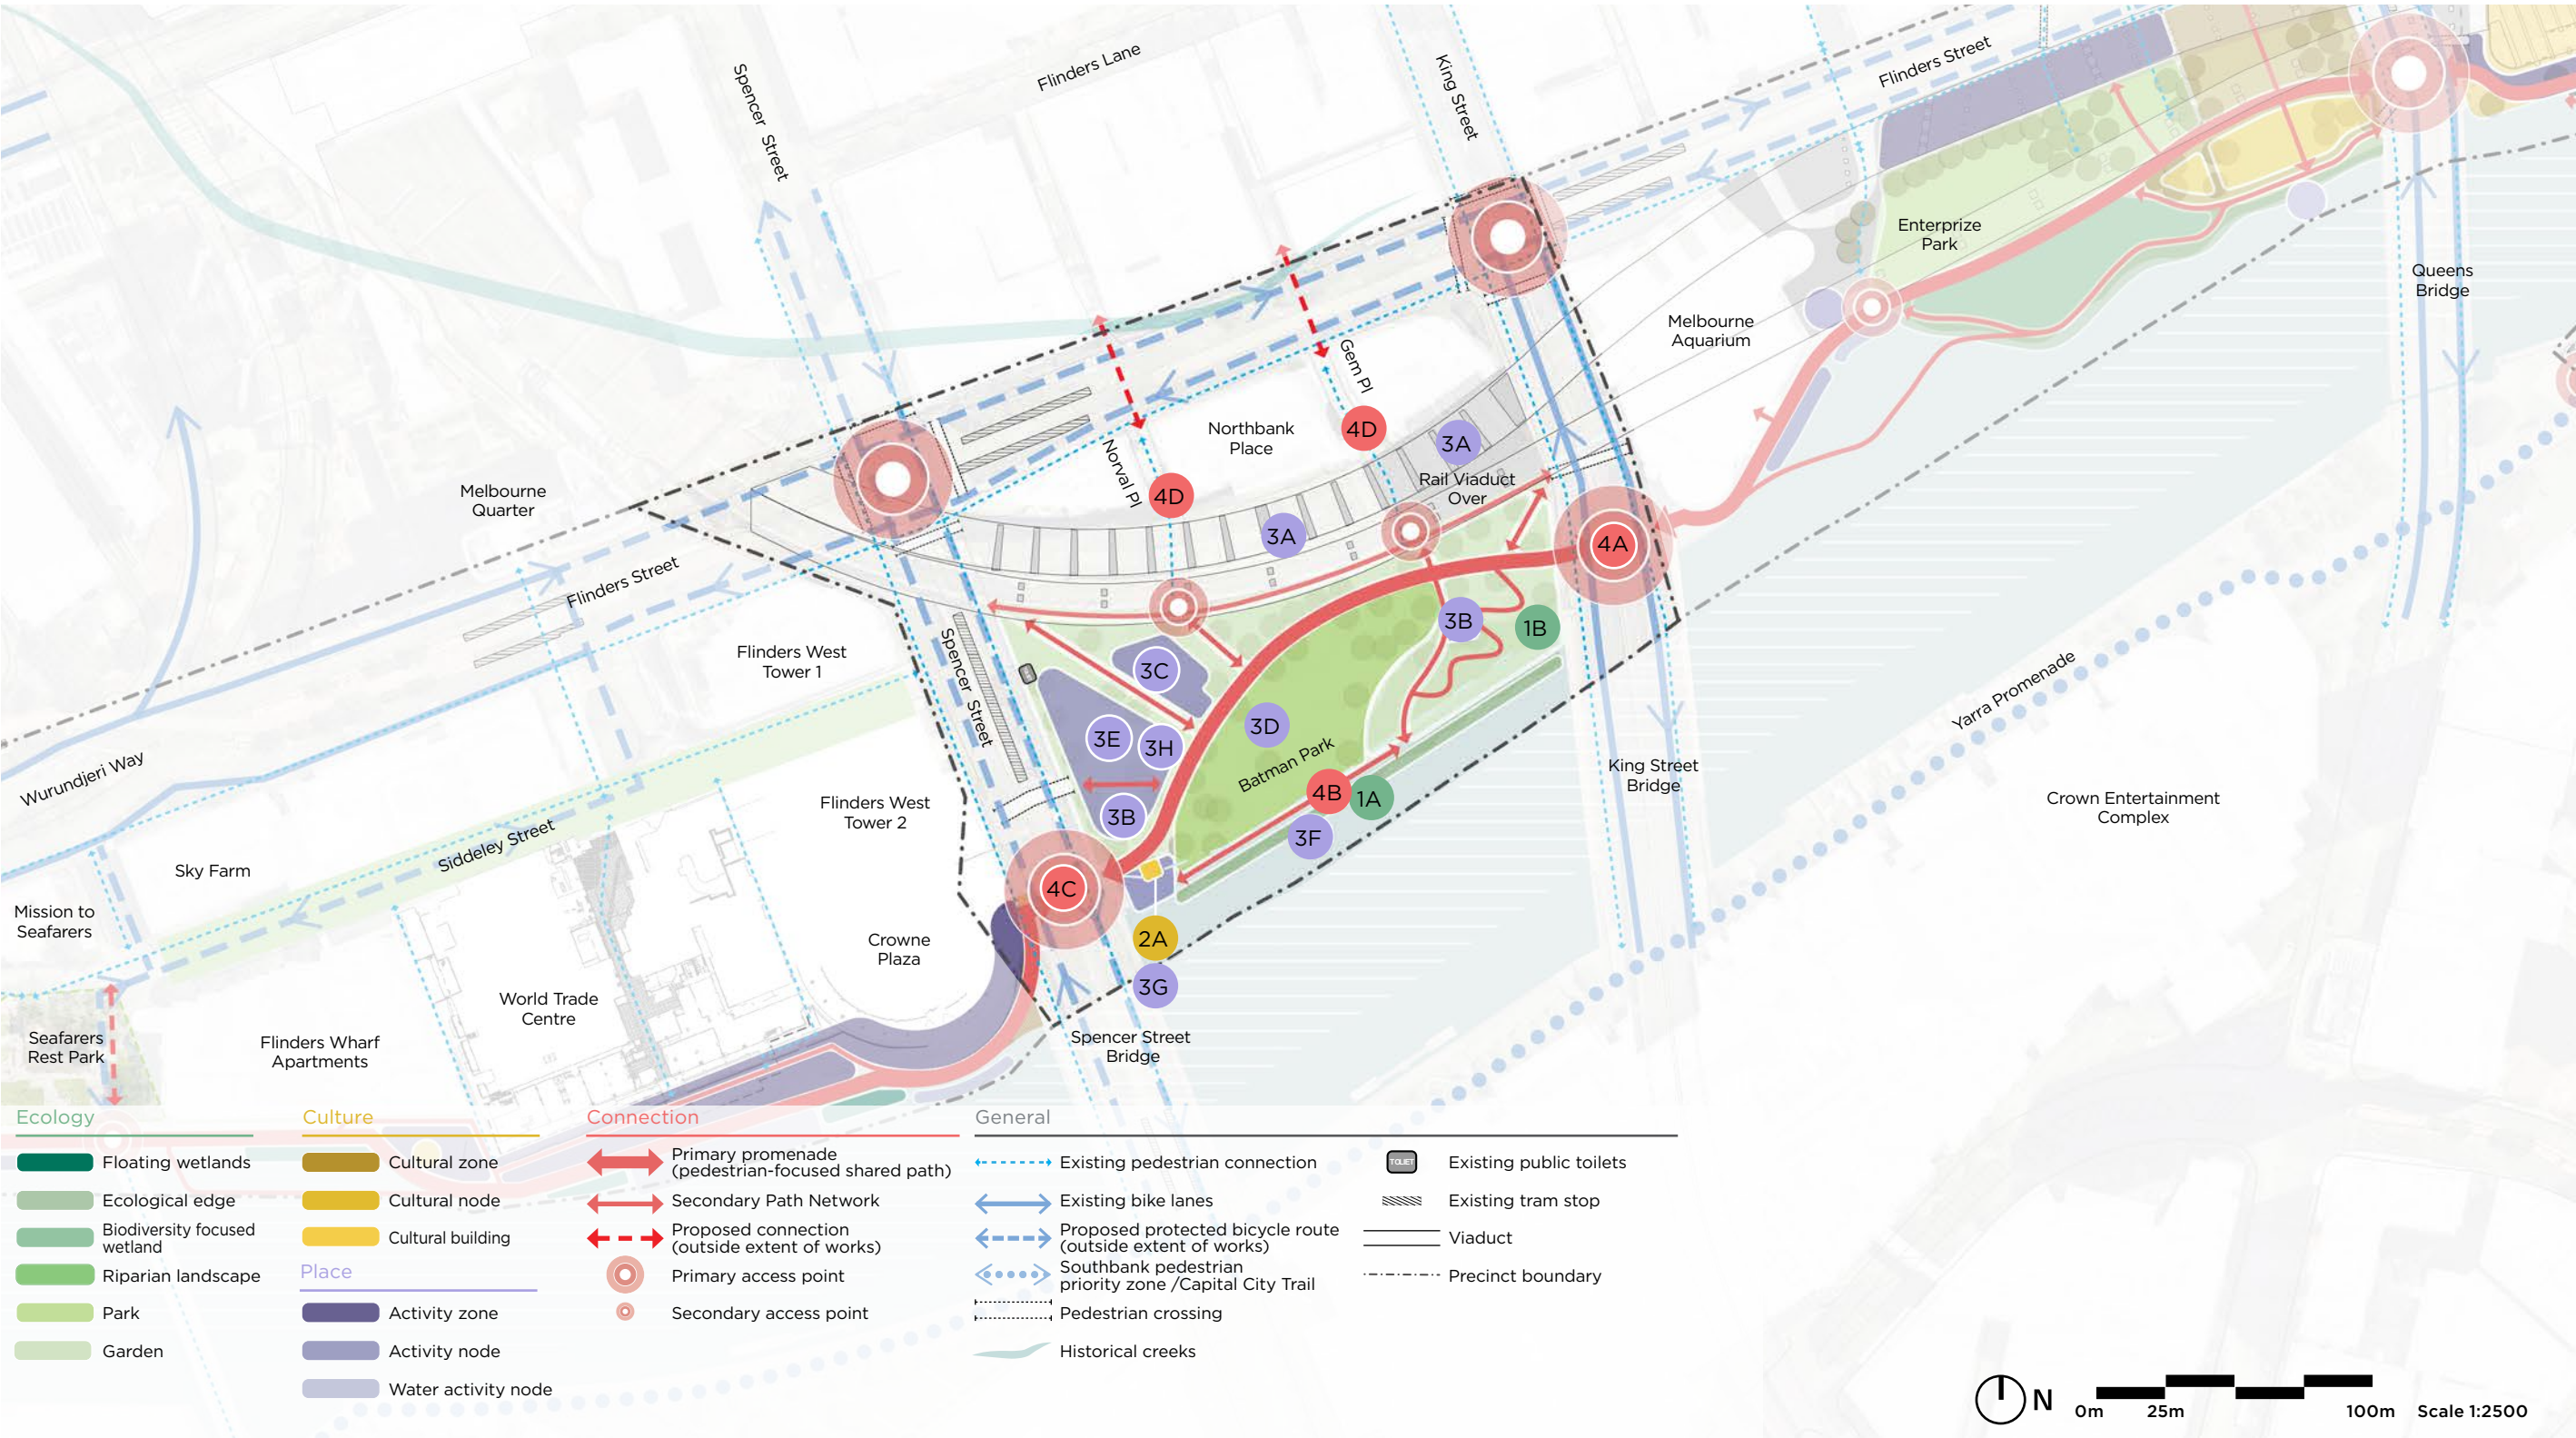 Flinders Lane
Spencer Street
King Street
Flinders Street
Enterprize
Park
Queens
Bridge
Melbourne
Aquarium
Gem Pl
Northbank
Place
4D
3A
Norval Pl
4D
Rail Viaduct
Over
Melbourne
Quarter
3A
4A
Flinders Street
3B
1B
Flinders West
Tower 1
Spencer Street
3C
3D
3E
3H
Batman Park
Yarra Promenade
Wurundjeri Way
King Street
Bridge
4B
1A
Crown Entertainment
Complex
Flinders West
Tower 2
3B
3F
Siddeley Street
Sky Farm
4C
Mission to
Seafarers
Crowne
Plaza
2A
3G
World Trade
Centre
Seafarers
Rest Park
Flinders Wharf
Apartments
Spencer Street
Bridge
Ecology
Floating wetlands
Ecological edge
Biodiversity focused
wetland
Riparian landscape
Park
Garden
Culture
Cultural zone
Cultural node
Cultural building
Place
Activity zone
Activity node
Water activity node
Connection
Primary promenade
(pedestrian-focused shared path)
Secondary Path Network
Proposed connection
(outside extent of works)
Primary access point
Secondary access point
General
Existing pedestrian connection
Existing bike lanes
Proposed protected bicycle route
(outside extent of works)
Southbank pedestrian
priority zone /Capital City Trail
Pedestrian crossing
Historical creeks
TOLIET
Existing public toilets
Existing tram stop
Viaduct
Precinct boundary
N
0m 25m 100m Scale 1:2500